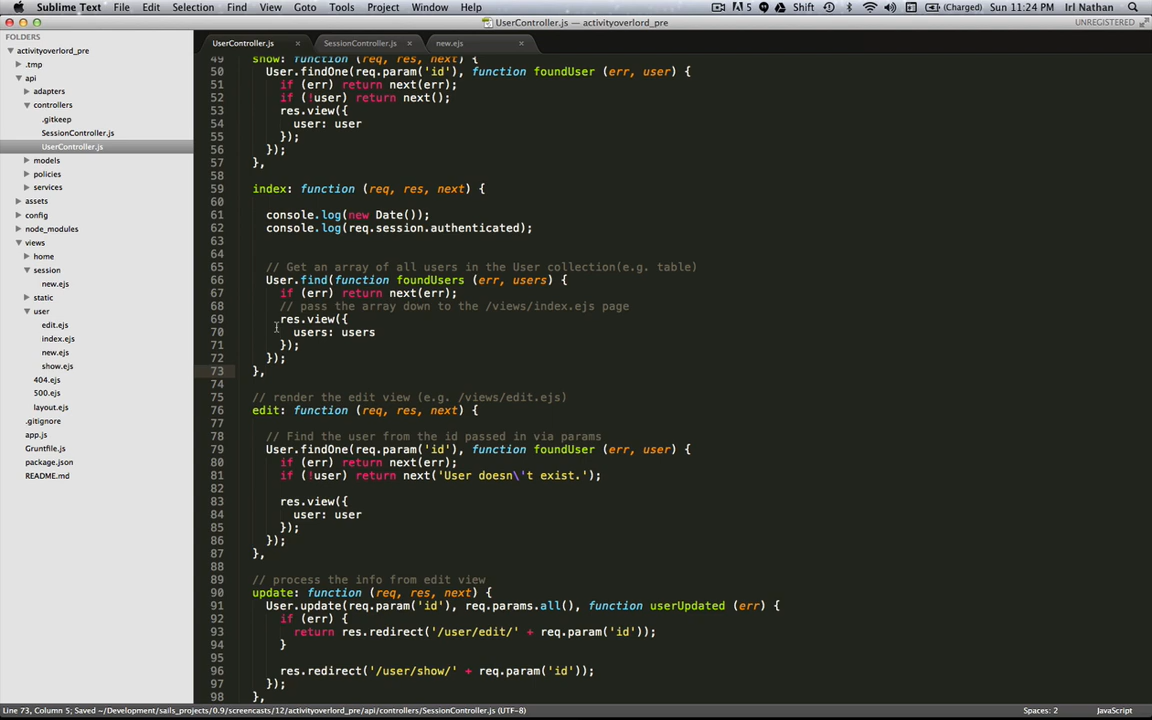 Sublime Text File Edit Selection Find View Goto Tools Project Window Help 5 Shift (Charged) Sun 11:24 PM Irl Nathan
UserController.js — activityoverlord_pre UNREGISTERED
FOLDERS
activityoverlord_pre
.tmp
api
adapters
controllers
.gitkeep
SessionController.js
UserController.js
models
policies
services
assets
config
node_modules
views
home
session
new.ejs
static
user
edit.ejs
index.ejs
new.ejs
show.ejs
404.ejs
500.ejs
layout.ejs
.gitignore
app.js
Gruntfile.js
package.json
README.md
UserController.js × SessionController.js × new.ejs ×
49 show: function (req, res, next) {
50 User.findOne(req.param('id'), function foundUser (err, user) {
51 if (err) return next(err);
52 if (!user) return next();
53 res.view({
54 user: user
55 });
56 });
57 },
58
59 index: function (req, res, next) {
60
61 console.log(new Date());
62 console.log(req.session.authenticated);
63
64
65 // Get an array of all users in the User collection(e.g. table)
66 User.find(function foundUsers (err, users) {
67 if (err) return next(err);
68 // pass the array down to the /views/index.ejs page
69 res.view({
70 users: users
71 });
72 });
73 },
74
75 // render the edit view (e.g. /views/edit.ejs)
76 edit: function (req, res, next) {
77
78 // Find the user from the id passed in via params
79 User.findOne(req.param('id'), function foundUser (err, user) {
80 if (err) return next(err);
81 if (!user) return next('User doesn\'t exist.');
82
83 res.view({
84 user: user
85 });
86 });
87 },
88
89 // process the info from edit view
90 update: function (req, res, next) {
91 User.update(req.param('id'), req.params.all(), function userUpdated (err) {
92 if (err) {
93 return res.redirect('/user/edit/' + req.param('id'));
94 }
95
96 res.redirect('/user/show/' + req.param('id'));
97 });
98 },
Line 73, Column 5; Saved ~/Development/sails_projects/0.9/screencasts/12/activityoverlord_pre/api/controllers/SessionController.js (UTF-8) Spaces: 2 JavaScript